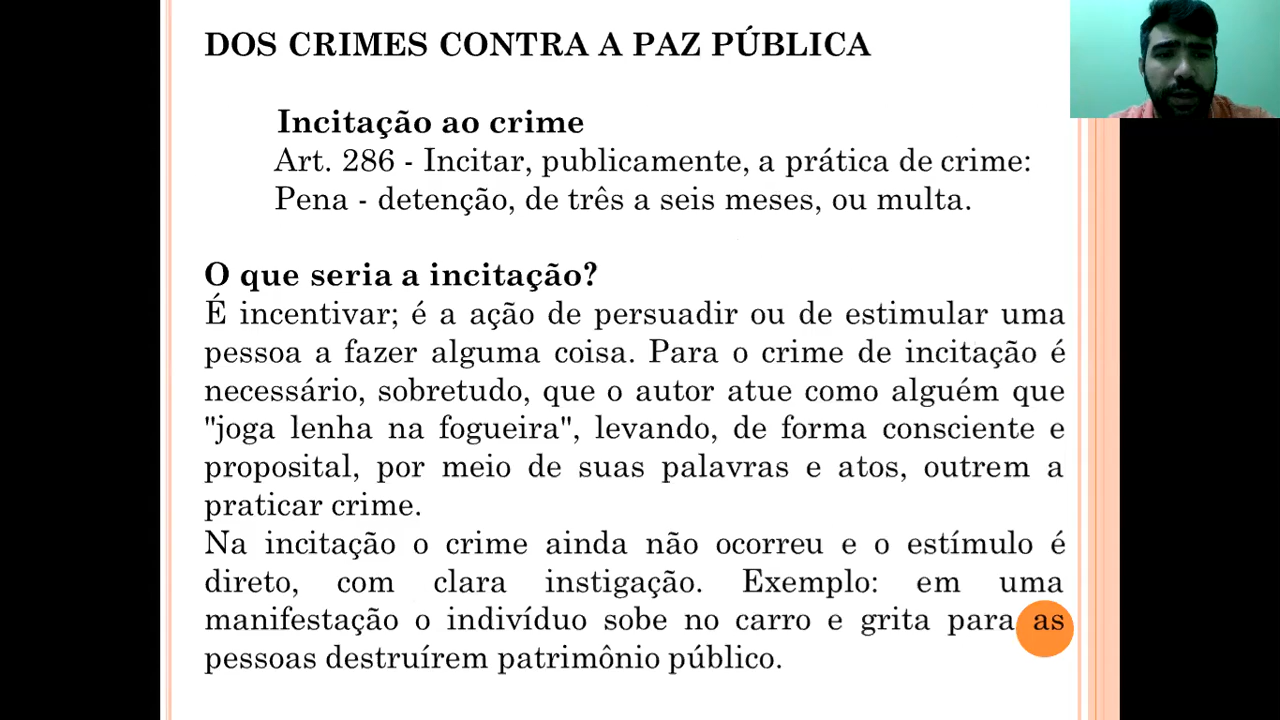 DOS CRIMES CONTRA A PAZ PÚBLICA
Incitação ao crime
Art. 286 - Incitar, publicamente, a prática de crime:
Pena - detenção, de três a seis meses, ou multa.
O que seria a incitação?
É incentivar; é a ação de persuadir ou de estimular uma
pessoa a fazer alguma coisa. Para o crime de incitação é
necessário, sobretudo, que o autor atue como alguém que
"joga lenha na fogueira", levando, de forma consciente e
proposital, por meio de suas palavras e atos, outrem a
praticar crime.
Na incitação o crime ainda não ocorreu e o estímulo é
direto, com clara instigação. Exemplo: em uma
manifestação o indivíduo sobe no carro e grita para as
pessoas destruírem patrimônio público.